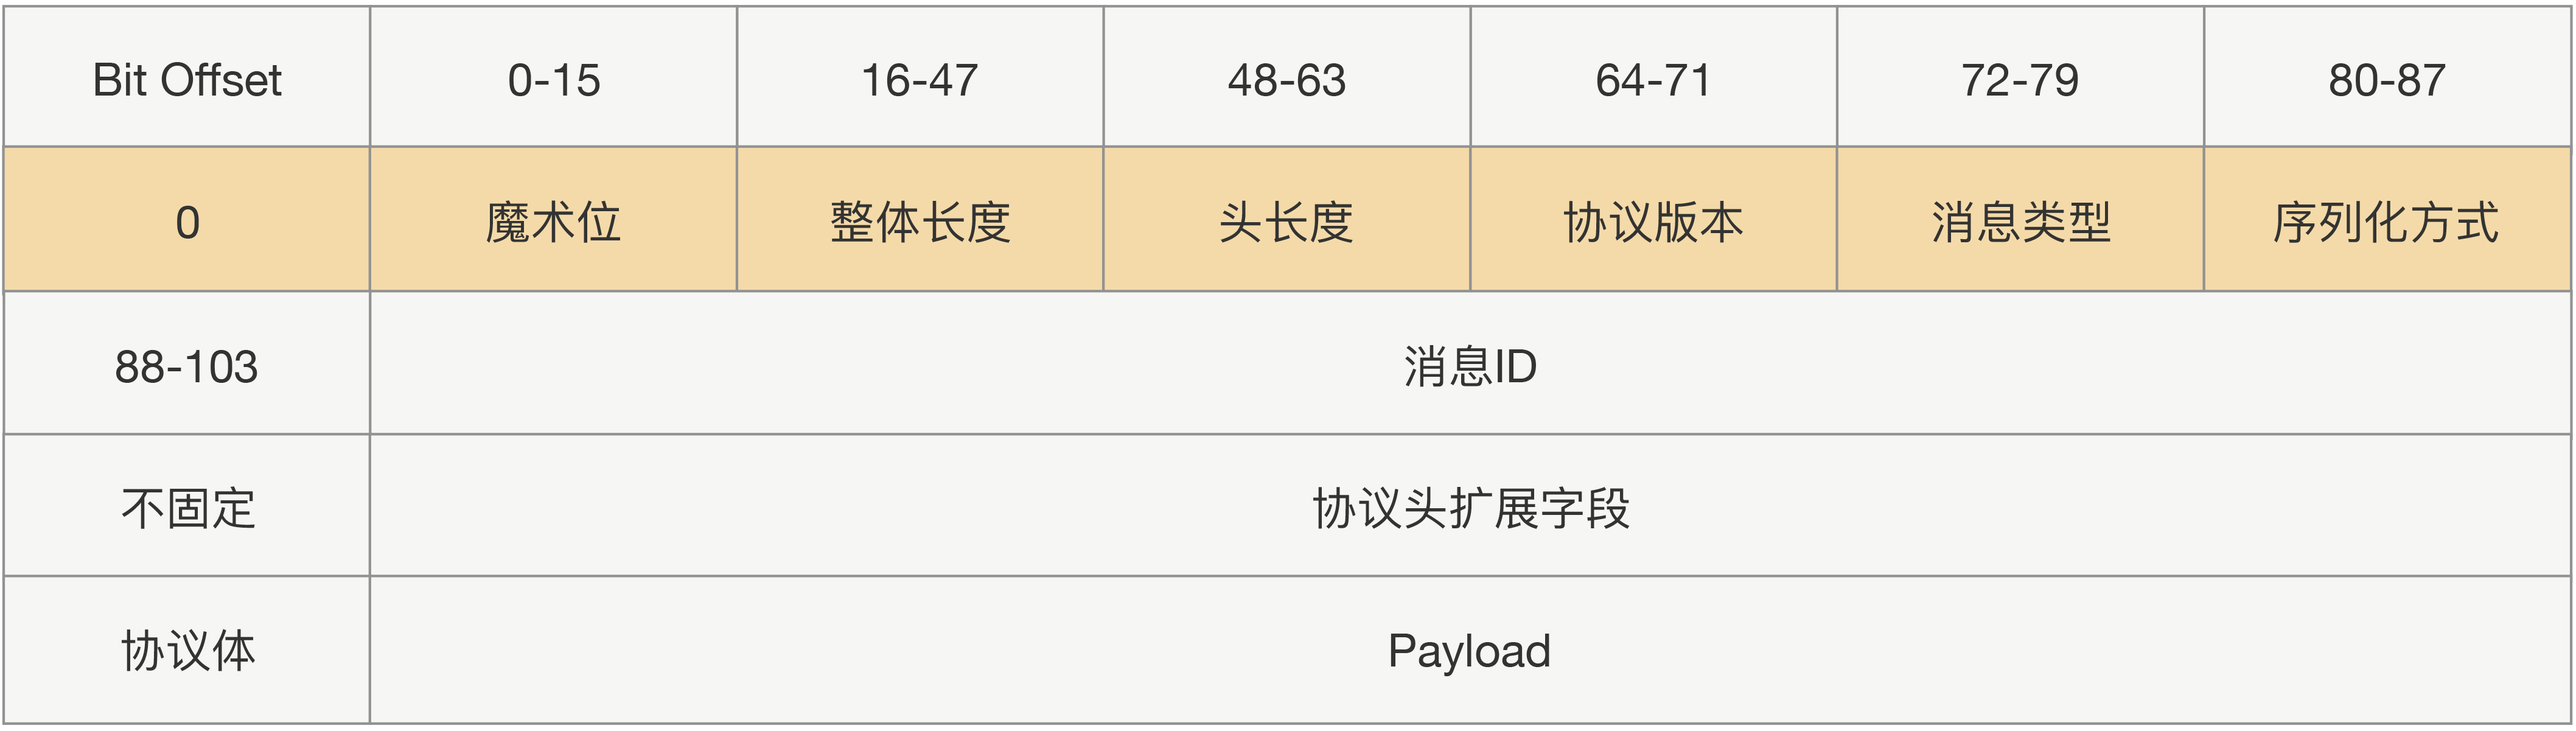 Bit Offset 0-15 16-47 48-63 64-71 72-79 80-87
0 魔术位 整体长度 头长度 协议版本 消息类型 序列化方式
88-103 消息ID
不固定 协议头扩展字段
协议体 Payload